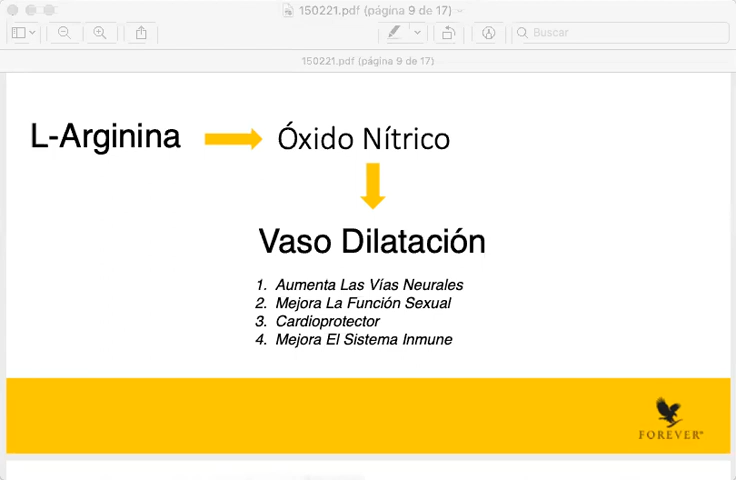 150221.pdf (página 9 de 17)
Buscar
150221.pdf (página 9 de 17)
L-Arginina
Óxido Nítrico
Vaso Dilatación
1. Aumenta Las Vías Neurales
2. Mejora La Función Sexual
3. Cardioprotector
4. Mejora El Sistema Inmune
FOREVER